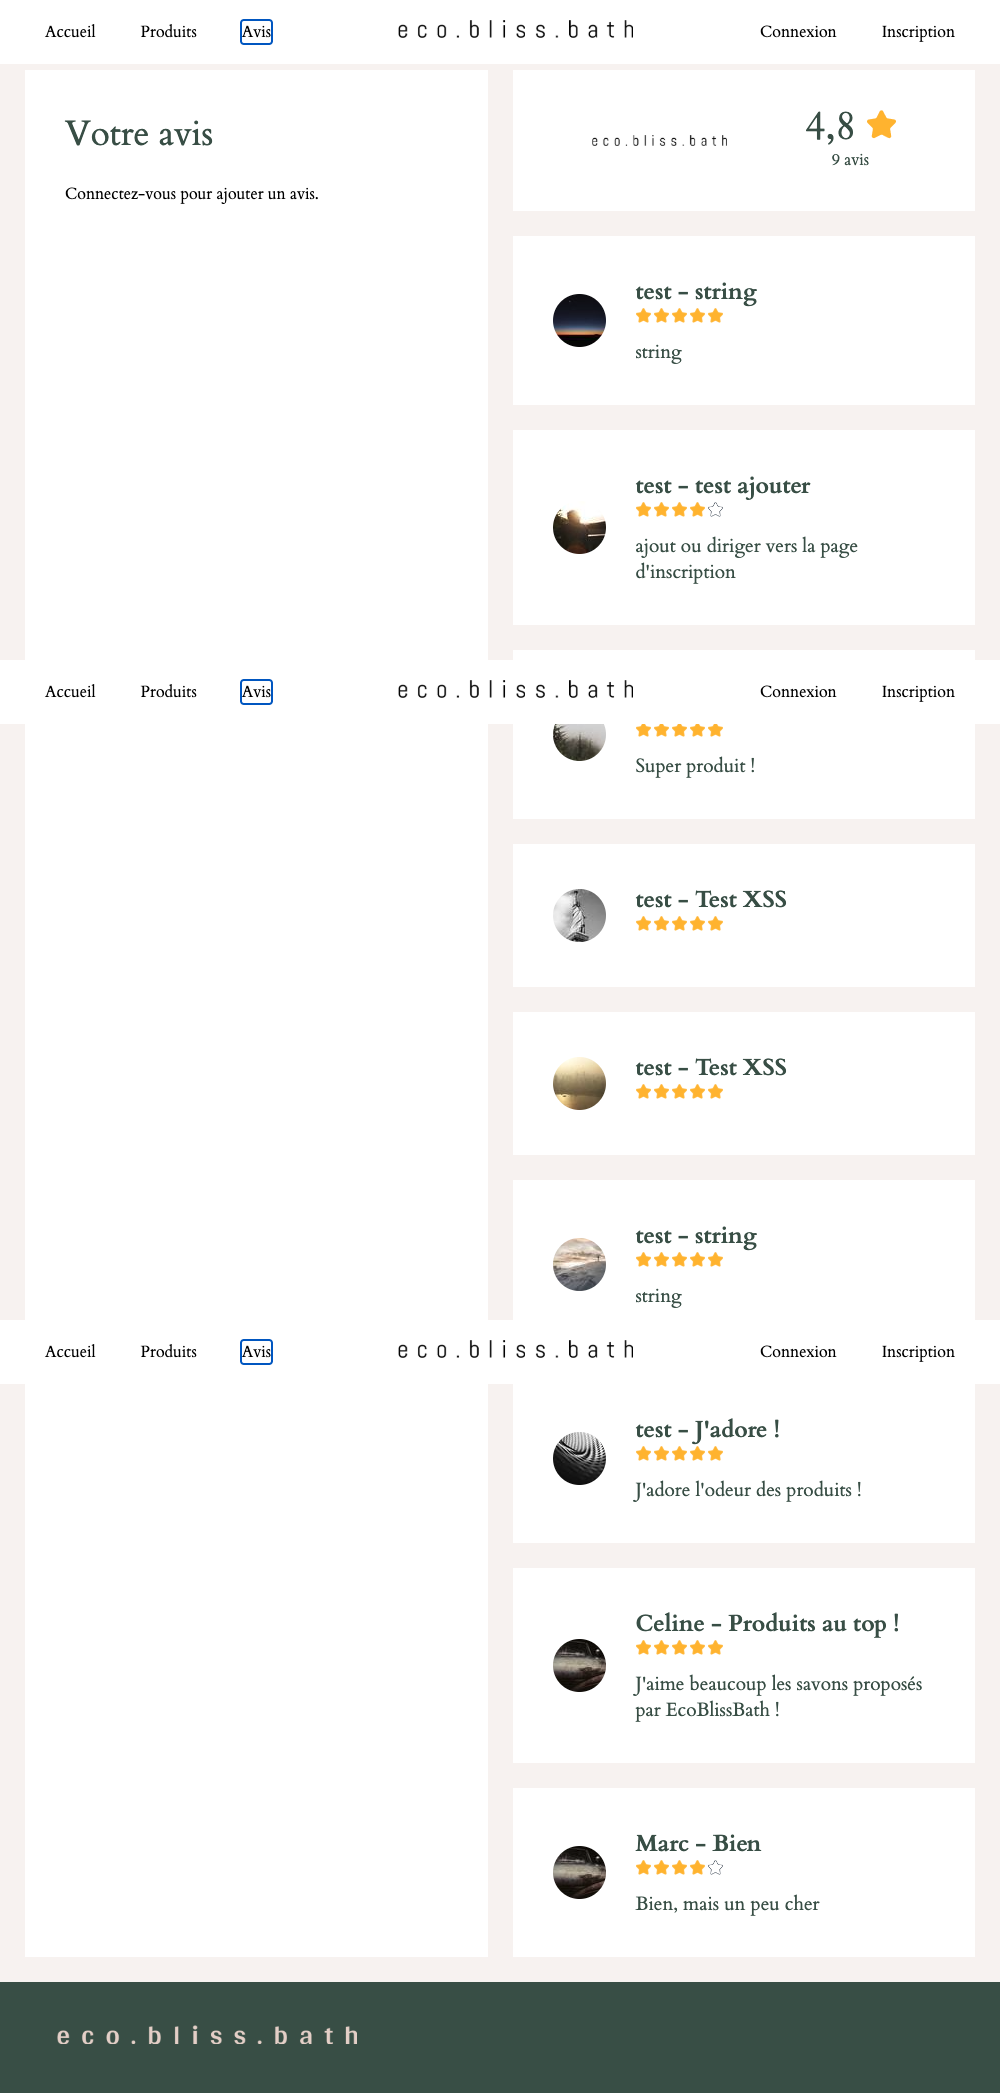 Accueil Produits Avis eco.bliss.bath Connexion Inscription
Votre avis
Connectez-vous pour ajouter un avis.
eco.bliss.bath
4,8
9 avis
test - string
string
test - test ajouter
ajout ou diriger vers la page
d'inscription
Accueil Produits Avis eco.bliss.bath Connexion Inscription
Super produit !
test - Test XSS
test - Test XSS
test - string
string
Accueil Produits Avis eco.bliss.bath Connexion Inscription
test - J'adore !
J'adore l'odeur des produits !
Celine - Produits au top !
J'aime beaucoup les savons proposés
par EcoBlissBath !
Marc - Bien
Bien, mais un peu cher
eco.bliss.bath